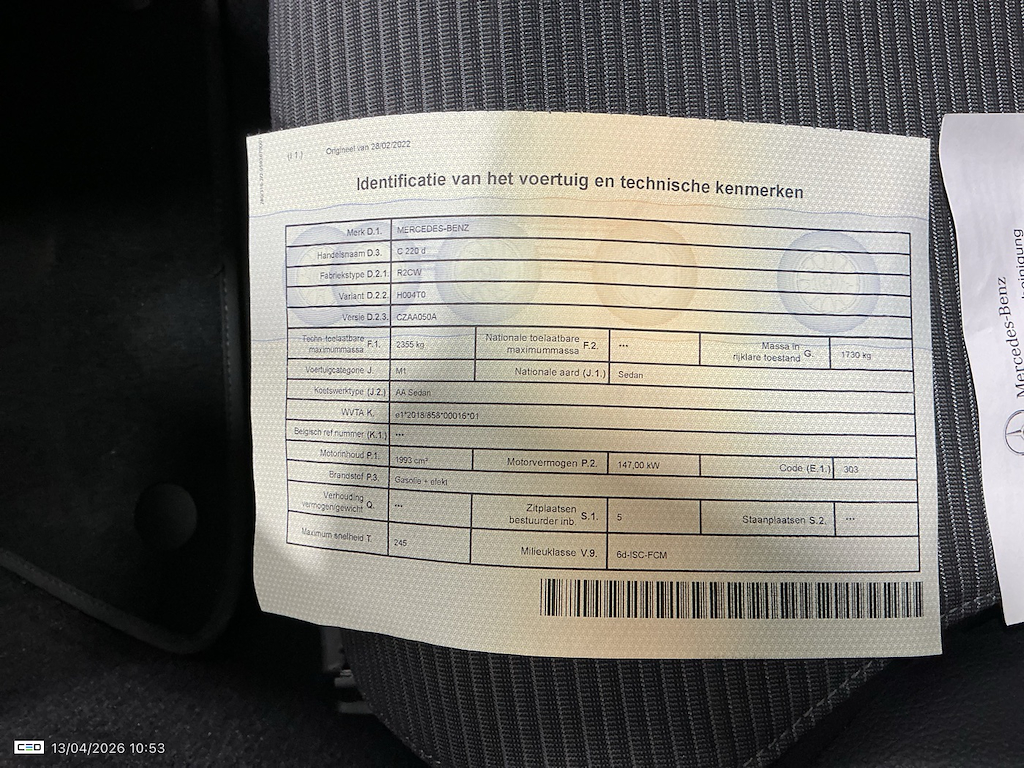 (I 1.) Origineel van 28/02/2022
Identificatie van het voertuig en technische kenmerken
Merk D.1. MERCEDES-BENZ
Handelsnaam D.3. C 220 d
Fabriekstype D.2.1. R2CW
Variant D.2.2. H004T0
Versie D.2.3. CZAA050A
Techn. toelaatbare maximummassa F.1. 2355 kg Nationale toelaatbare maximummassa F.2. --- Massa in rijklare toestand G. 1730 kg
Voertuigcategorie J. M1 Nationale aard (J.1.) Sedan
Koetswerktype (J.2.) AA Sedan
WVTA K. e1*2018/858*00016*01
Belgisch ref nummer (K.1.) ---
Motorinhoud P.1. 1993 cm³ Motorvermogen P.2. 147,00 kW Code (E.1.) 303
Brandstof P.3. Gasolie + elekt
Verhouding vermogen/gewicht Q. --- Zitplaatsen bestuurder inb S.1. 5 Staanplaatsen S.2. ---
Maximum snelheid T. 245 Milieuklasse V.9. 6d-ISC-FCM
Mercedes-Benz
CEO 13/04/2026 10:53